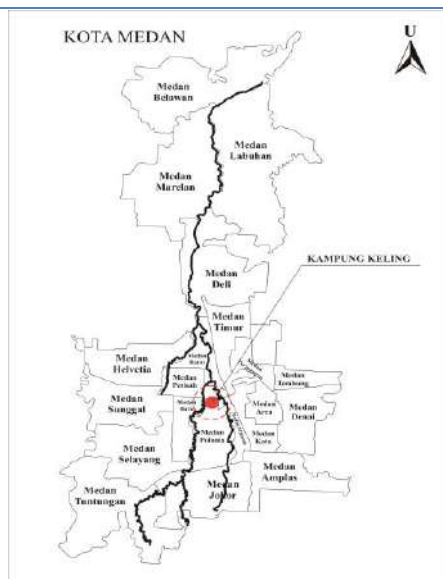 KOTA MEDAN
U
Medan
Belawan
Medan
Labuhan
Medan
Marelan
KAMPUNG KELING
Medan
Deli
Medan
Timur
Medan
Helvetia
Medan
Medan
Petisah
Medan
Medan
Tembung
Medan
Sunggal
Medan
Medan
Area
Medan
Denai
Medan
Polonia
Medan
Kota
Medan
Selayang
Medan
Amplas
Medan
Tuntungan
Medan
Johor